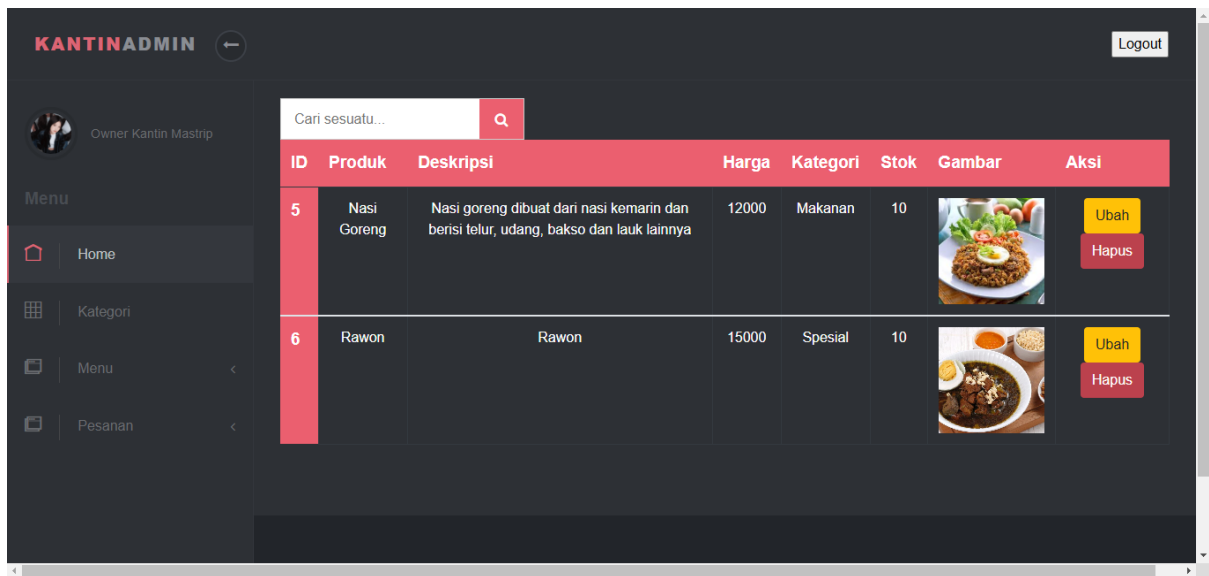 KANTINADMIN
Logout
Owner Kantin Mastrip
Menu
Home
Kategori
Menu
Pesanan
Cari sesuatu...
ID Produk Deskripsi Harga Kategori Stok Gambar Aksi
5 Nasi Nasi goreng dibuat dari nasi kemarin dan 12000 Makanan 10 Ubah
Goreng berisi telur, udang, bakso dan lauk lainnya Hapus
6 Rawon Rawon 15000 Spesial 10 Ubah
Hapus